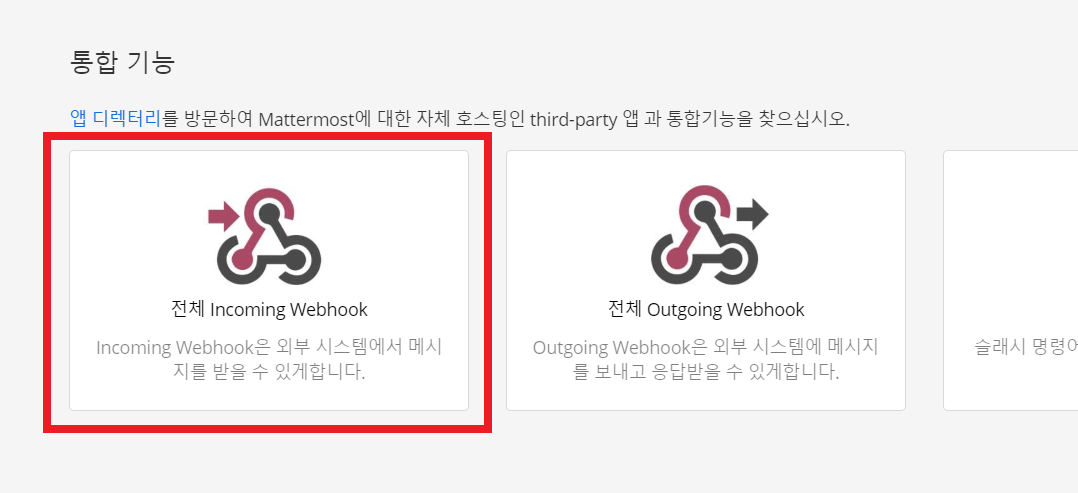 통합 기능
앱 디렉터리를 방문하여 Mattermost에 대한 자체 호스팅인 third-party 앱 과 통합기능을 찾으십시오.
전체 Incoming Webhook
Incoming Webhook은 외부 시스템에서 메시
지를 받을 수 있게합니다.
전체 Outgoing Webhook
Outgoing Webhook은 외부 시스템에 메시지
를 보내고 응답받을 수 있게합니다.
슬래시 명령어